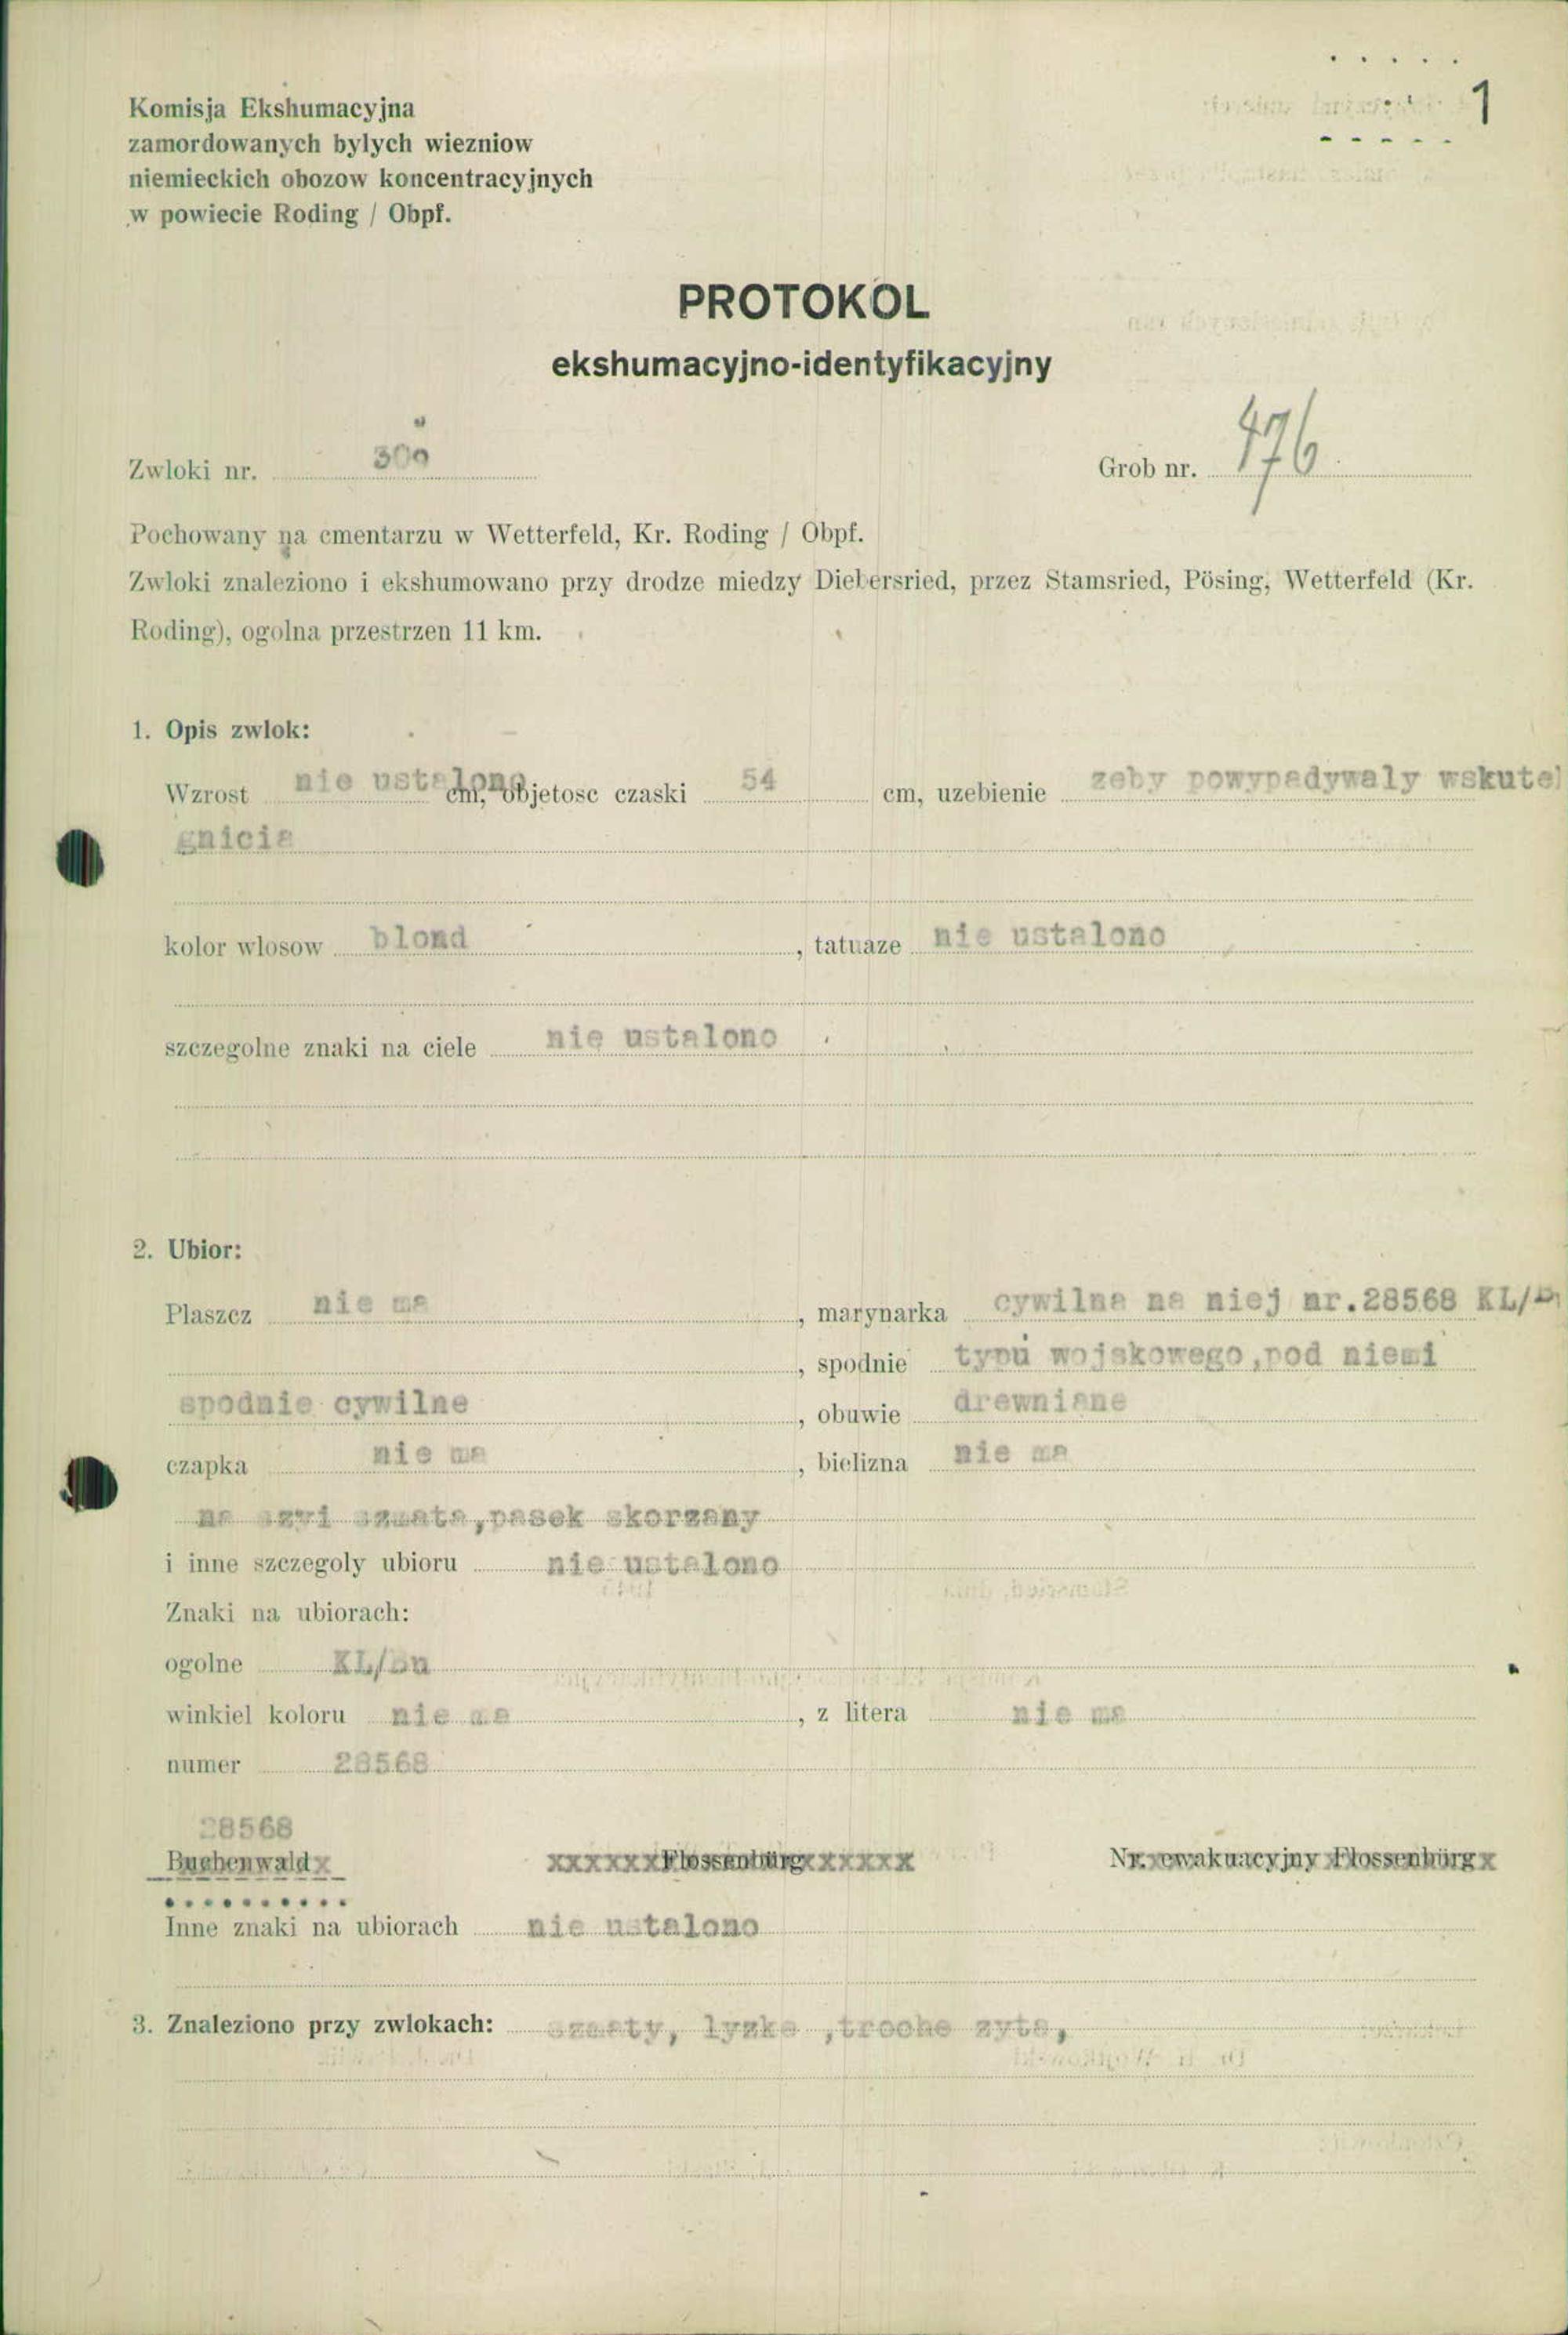 1
Komisja Ekshumacyjna
zamordowanych bylych wiezniow
niemieckich obozow koncentracyjnych
w powiecie Roding / Obpf.
PROTOKOL
ekshumacyjno-identyfikacyjny
Zwloki nr. 300 Grob nr. 476
Pochowany na cmentarzu w Wetterfeld, Kr. Roding / Obpf.
Zwloki znaleziono i ekshumowano przy drodze miedzy Diebersried, przez Stamsried, Pösing, Wetterfeld (Kr.
Roding), ogolna przestrzen 11 km.
1. Opis zwlok:
Wzrost nie ustalono cm, objetosc czaski 54 cm, uzebienie zeby powypadywaly wskutek
gnicia
kolor wlosow blond, tatuaze nie ustalono
szczegolne znaki na ciele nie ustalono
2. Ubior:
Plaszcz nie ma, marynarka cywilna na niej nr.28568 KL/Bu
, spodnie typu wojskowego,pod niemi
spodnie cywilne, obuwie drewniane
czapka nie ma, bielizna nie ma
na szyi szmata,pasek skorzany
i inne szczegoly ubioru nie ustalono
Znaki na ubiorach:
ogolne KL/Bu
winkiel koloru nie ma, z litera nie ma
numer 28568
28568
Buchenwald Flossenbürg Nr. ewakuacyjny Flossenbürg
Inne znaki na ubiorach nie ustalono
3. Znaleziono przy zwlokach: szmaty, lyzka ,troche zyta,